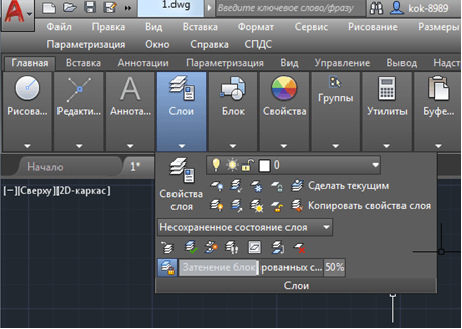 1.dwg Введите ключевое слово/фразу kok-8989
Файл Правка Вид Вставка Формат Сервис Рисование Размеры
Параметризация Окно Справка СПДС
Главная Вставка Аннотации Параметризация Вид Управление Вывод Надст
Рисова... Редакти... Аннота... Слои Блок Свойства Группы Утилиты Буфе...
Начало 1*
0
[−][Сверху][2D-каркас]
Свойства слоя
Сделать текущим
Копировать свойства слоя
Несохраненное состояние слоя
Затенение блок рованных с... 50%
Слои